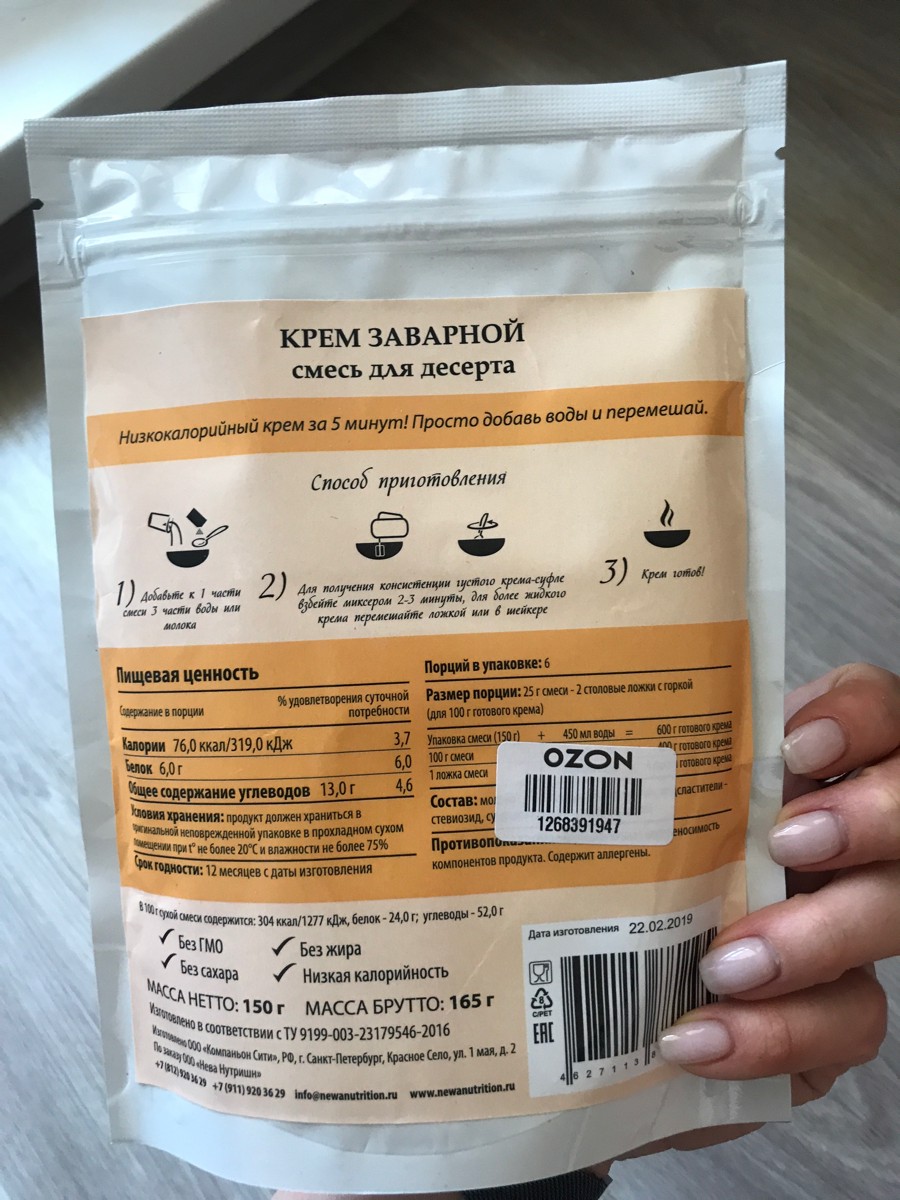 КРЕМ ЗАВАРНОЙ
смесь для десерта
Низкокалорийный крем за 5 минут! Просто добавь воды и перемешай.
Способ приготовления
1) Добавьте к 1 части
смеси 3 части воды или
молока
2) Для получения консистенции густого крема-суфле
взбейте миксером 2-3 минуты, для более жидкого
крема перемешайте ложкой или в шейкере
3) Крем готов!
Пищевая ценность
Содержание в порции % удовлетворения суточной
потребности
Калории 76,0 ккал/319,0 кДж 3,7
Белок 6,0 г 6,0
Общее содержание углеводов 13,0 г 4,6
Условия хранения: продукт должен храниться в
оригинальной неповрежденной упаковке в прохладном сухом
помещении при t° не более 20°С и влажности не более 75%
Срок годности: 12 месяцев с даты изготовления
Порций в упаковке: 6
Размер порции: 25 г смеси - 2 столовые ложки с горкой
(для 100 г готового крема)
Упаковка смеси (150 г) + 450 мл воды = 600 г готового крема
100 г смеси г готового крема
1 ложка смеси готового крема
Состав:
стевиозид,
компонентов продукта. Содержит аллергены.
OZON
1268391947
В 100 г сухой смеси содержится: 304 ккал/1277 кДж, белок - 24,0 г; углеводы - 52,0 г
Без ГМО Без жира
Без сахара Низкая калорийность
МАССА НЕТТО: 150 г МАССА БРУТТО: 165 г
Изготовлено в соответствии с ТУ 9199-003-23179546-2016
Изготовлено ООО «Компаньон Сити», РФ, г. Санкт-Петербург, Красное Село, ул. 1 мая, д. 2
По заказу ООО «Нева Нутришн»
+7 (812) 920 36 29 +7 (911) 920 36 29 info@newanutrition.ru www.newanutrition.ru
Дата изготовления 22.02.2019
8
C/PET
EAC
4 627113 8